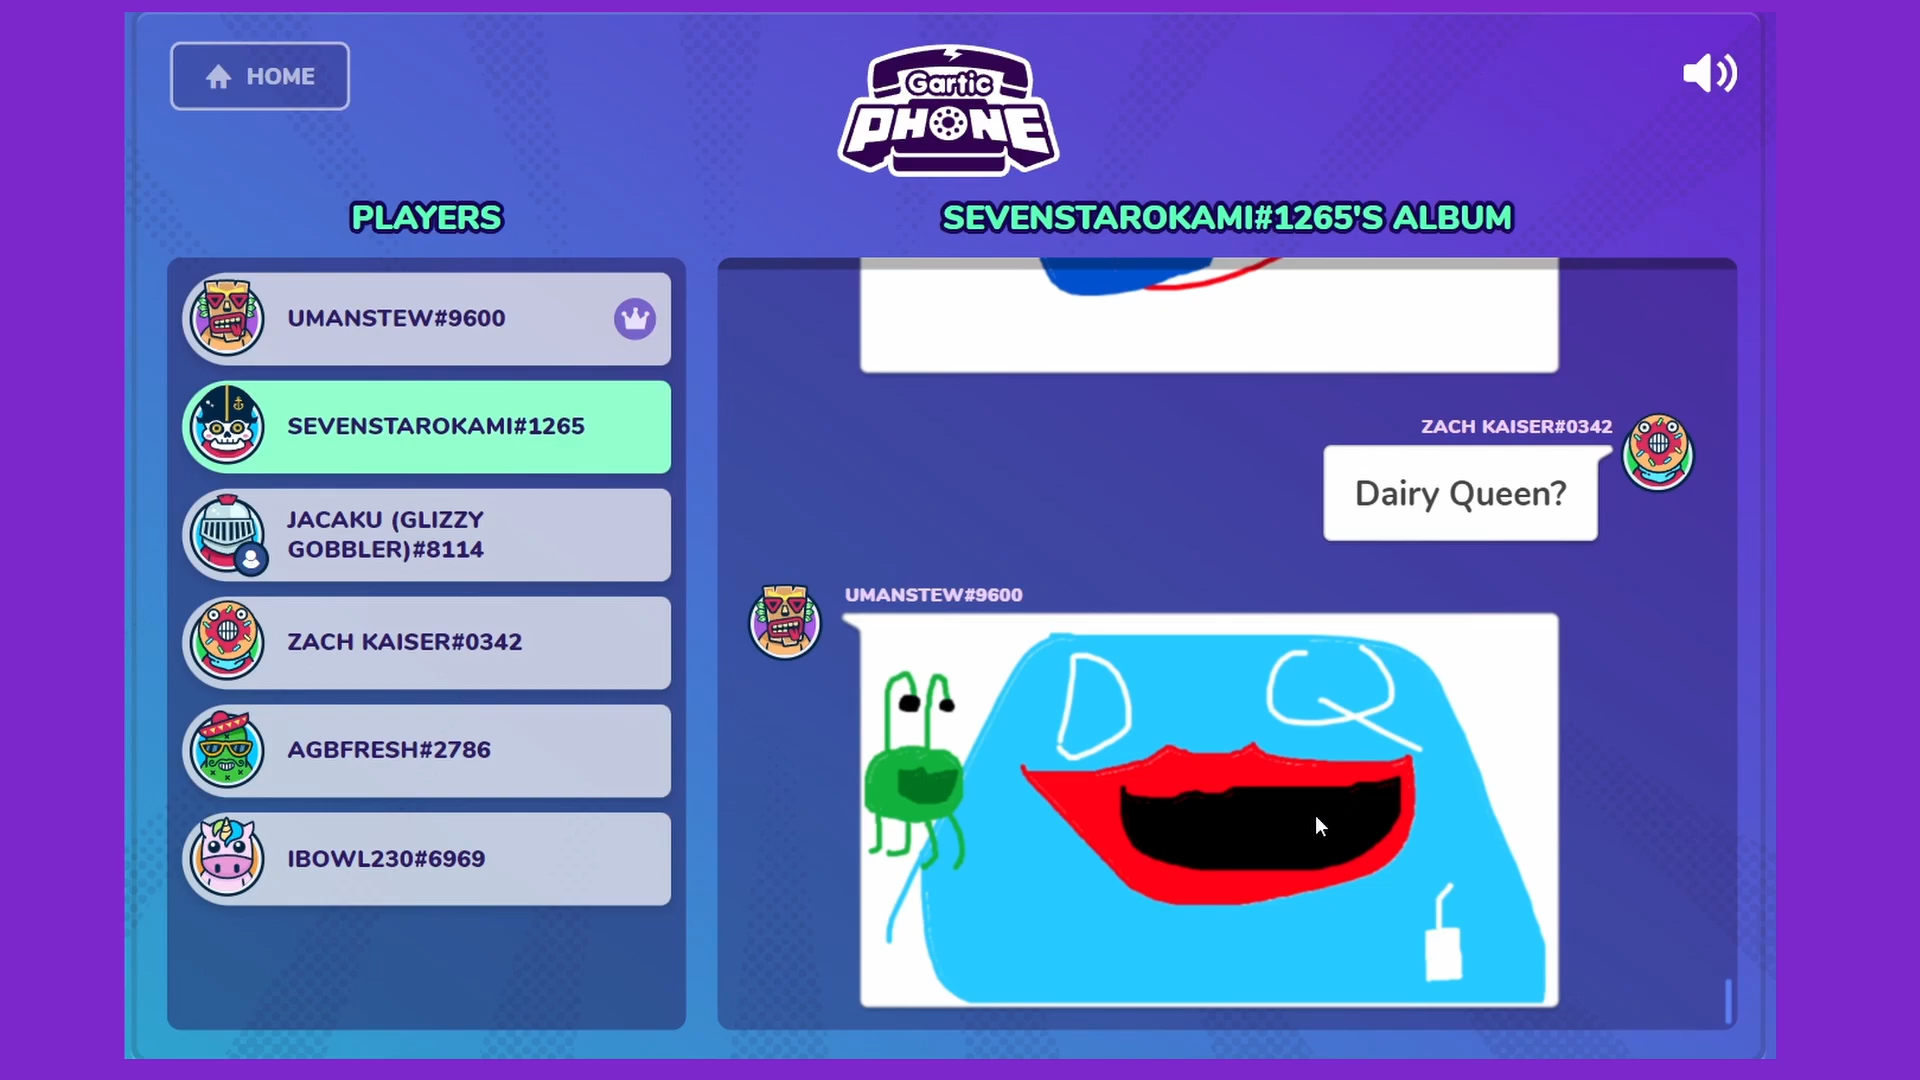 HOME
Gartic
PHONE
PLAYERS
SEVENSTAROKAMI#1265'S ALBUM
UMANSTEW#9600
SEVENSTAROKAMI#1265
JACAKU (GLIZZY
GOBBLER)#8114
ZACH KAISER#0342
AGBFRESH#2786
IBOWL230#6969
ZACH KAISER#0342
Dairy Queen?
UMANSTEW#9600
D Q